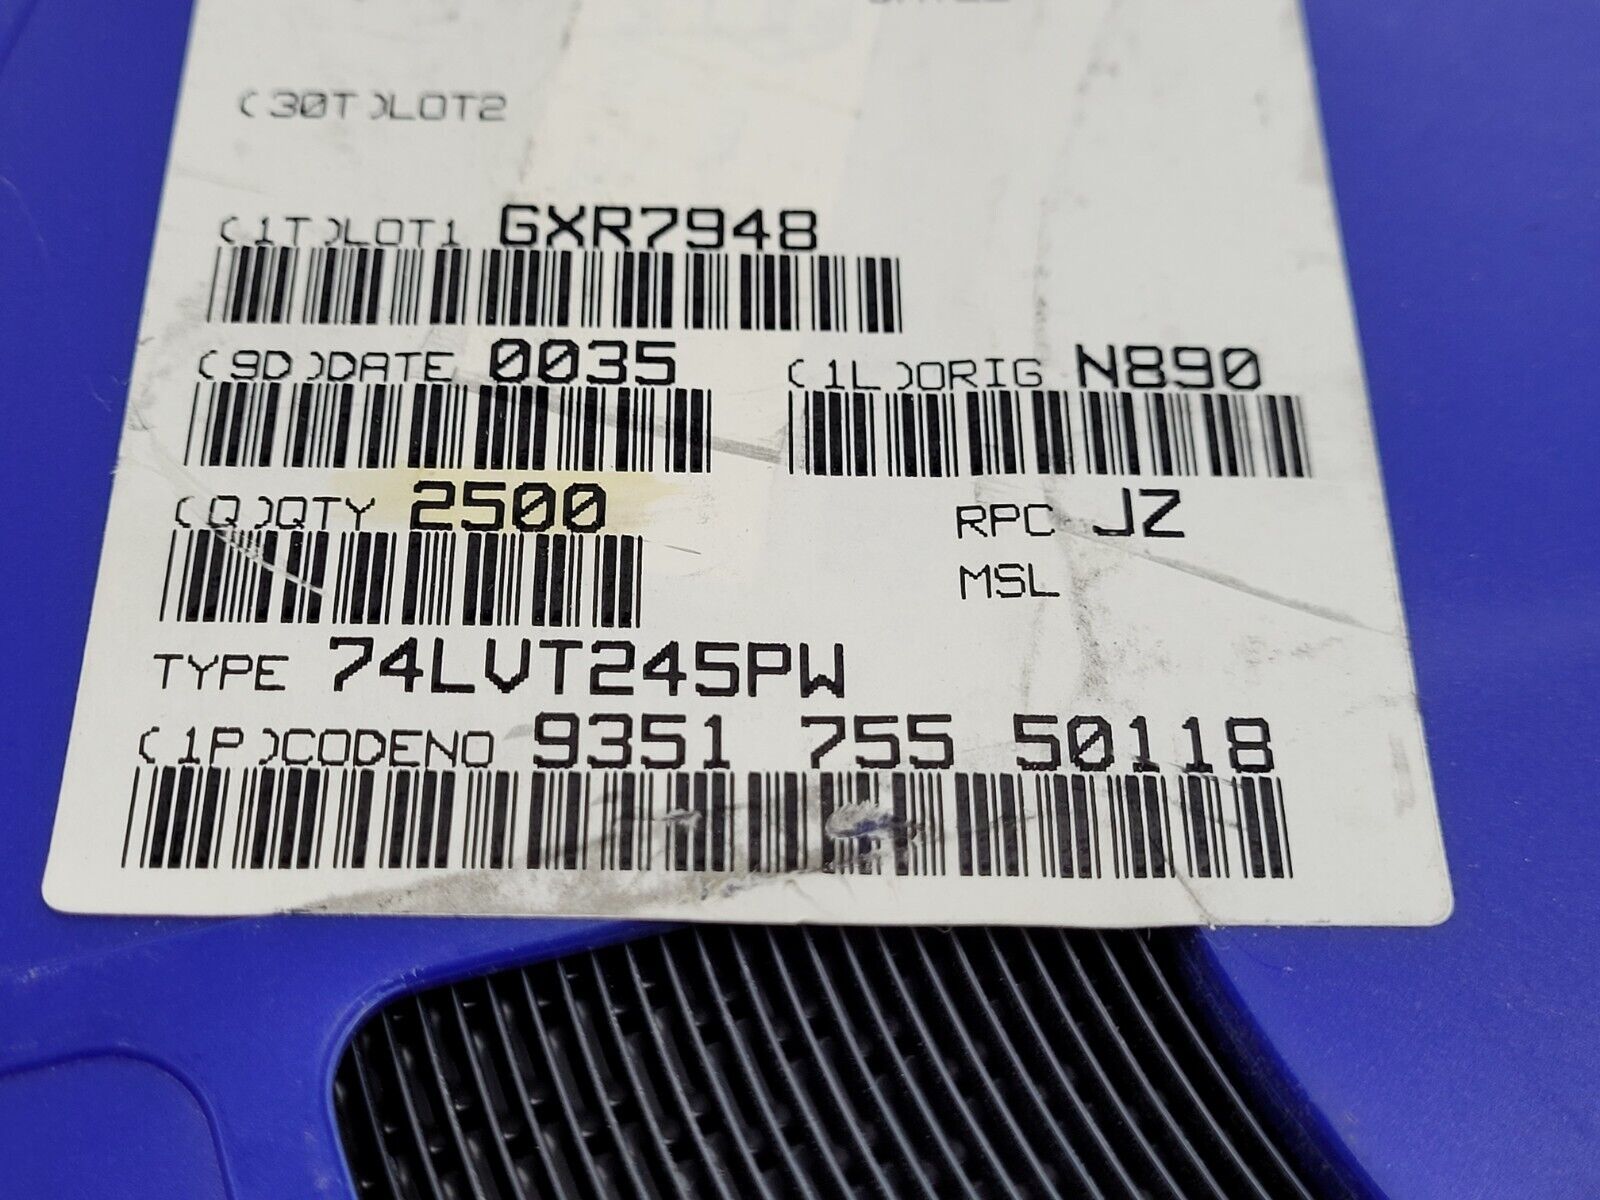 (30T)LOT2
(1T)LOT1 GXR7948
(9D)DATE 0035 (1L)ORIG N890
(Q)QTY 2500 RPC JZ
MSL
TYPE 74LVT245PW
(1P)CODENO 9351 755 50118